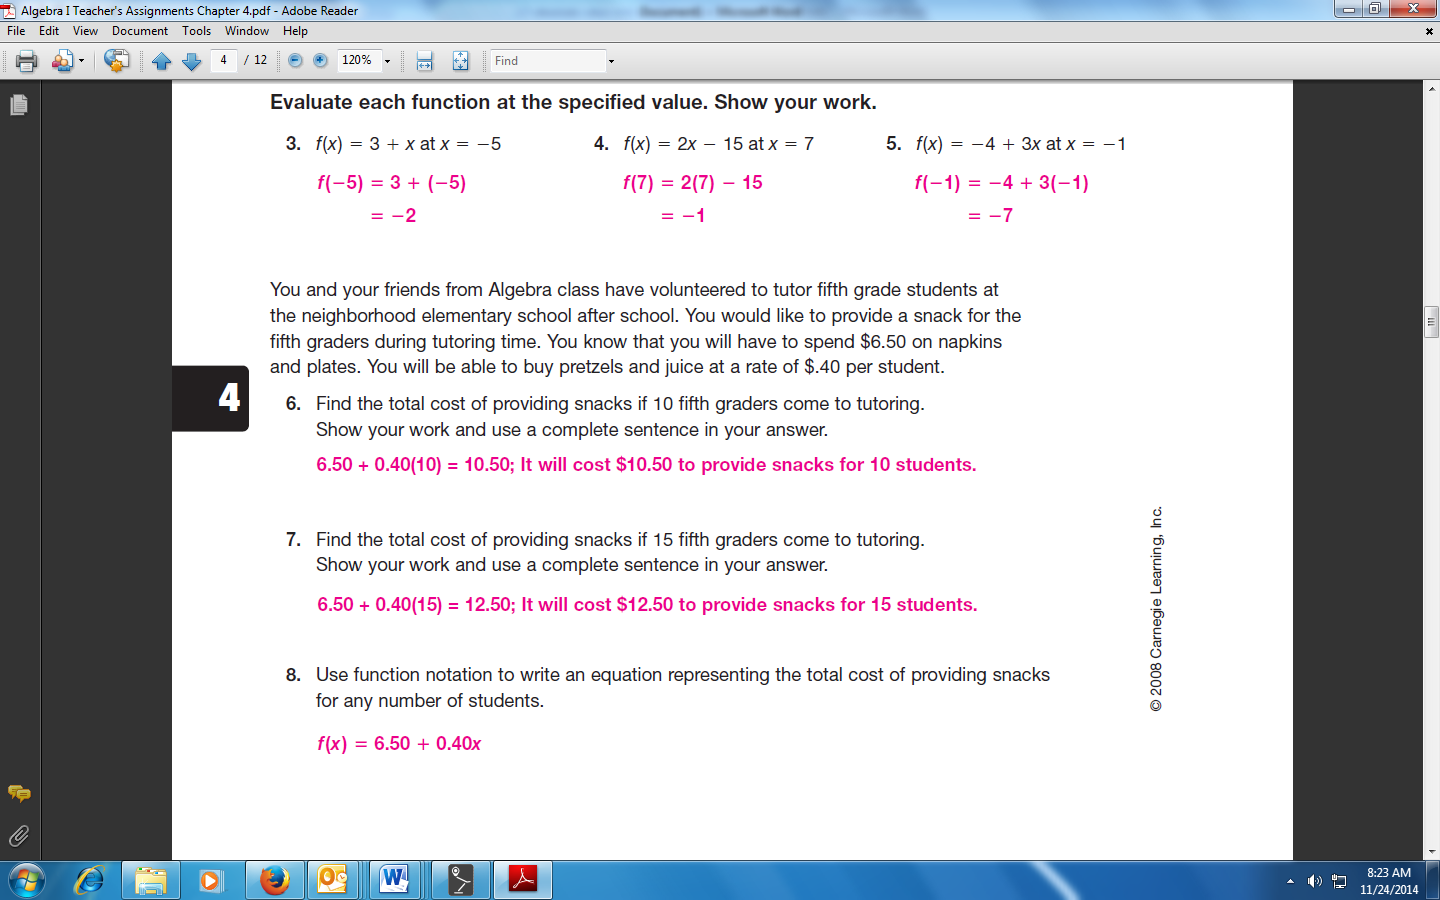 Algebra I Teacher's Assignments Chapter 4.pdf - Adobe Reader
File Edit View Document Tools Window Help
4 / 12 120% Find
Evaluate each function at the specified value. Show your work.
3. f(x) = 3 + x at x = −5 4. f(x) = 2x − 15 at x = 7 5. f(x) = −4 + 3x at x = −1
f(−5) = 3 + (−5) f(7) = 2(7) − 15 f(−1) = −4 + 3(−1)
= −2 = −1 = −7
You and your friends from Algebra class have volunteered to tutor fifth grade students at
the neighborhood elementary school after school. You would like to provide a snack for the
fifth graders during tutoring time. You know that you will have to spend $6.50 on napkins
and plates. You will be able to buy pretzels and juice at a rate of $.40 per student.
4
6. Find the total cost of providing snacks if 10 fifth graders come to tutoring.
Show your work and use a complete sentence in your answer.
6.50 + 0.40(10) = 10.50; It will cost $10.50 to provide snacks for 10 students.
7. Find the total cost of providing snacks if 15 fifth graders come to tutoring.
Show your work and use a complete sentence in your answer.
6.50 + 0.40(15) = 12.50; It will cost $12.50 to provide snacks for 15 students.
8. Use function notation to write an equation representing the total cost of providing snacks
for any number of students.
f(x) = 6.50 + 0.40x
© 2008 Carnegie Learning, Inc.
8:23 AM
11/24/2014